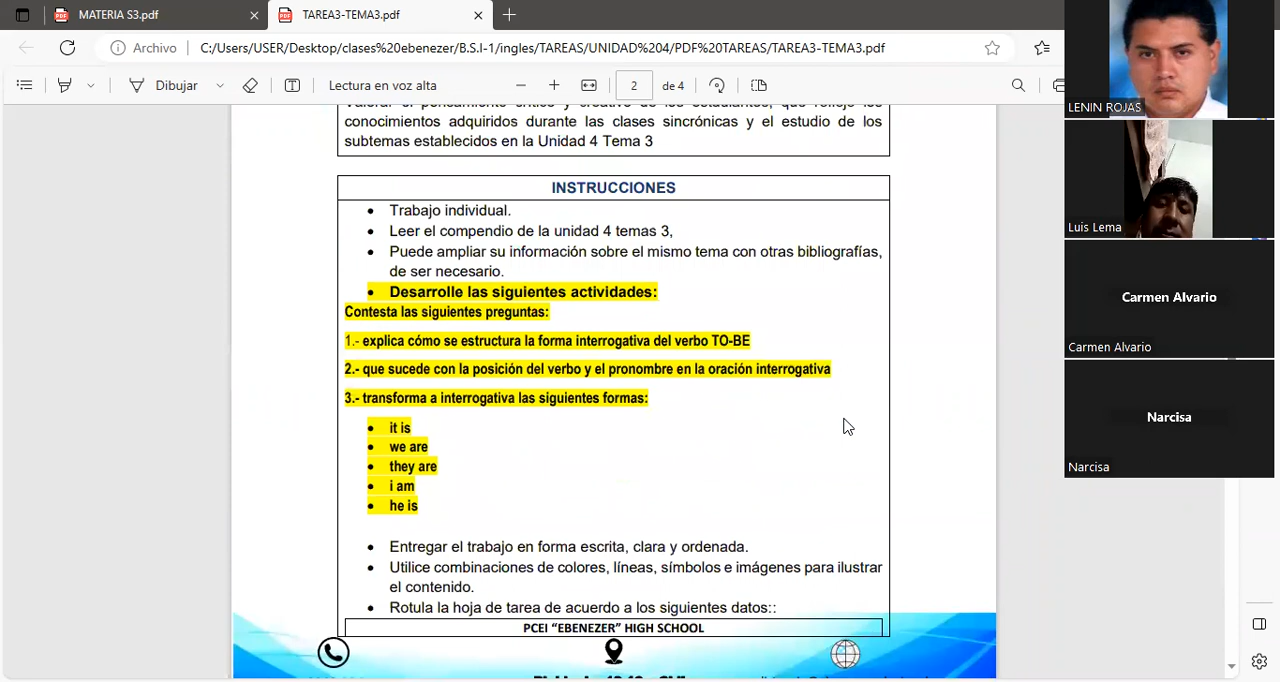 MATERIA S3.pdf
TAREA3-TEMA3.pdf
Archivo
C:/Users/USER/Desktop/clases%20ebenezer/B.S.I-1/ingles/TAREAS/UNIDAD%204/PDF%20TAREAS/TAREA3-TEMA3.pdf
Dibujar
Lectura en voz alta
2
de 4
conocimientos adquiridos durante las clases sincrónicas y el estudio de los
subtemas establecidos en la Unidad 4 Tema 3
INSTRUCCIONES
• Trabajo individual.
• Leer el compendio de la unidad 4 temas 3,
• Puede ampliar su información sobre el mismo tema con otras bibliografías,
de ser necesario.
• Desarrolle las siguientes actividades:
Contesta las siguientes preguntas:
1.- explica cómo se estructura la forma interrogativa del verbo TO-BE
2.- que sucede con la posición del verbo y el pronombre en la oración interrogativa
3.- transforma a interrogativa las siguientes formas:
• it is
• we are
• they are
• i am
• he is
• Entregar el trabajo en forma escrita, clara y ordenada.
• Utilice combinaciones de colores, líneas, símbolos e imágenes para ilustrar
el contenido.
• Rotula la hoja de tarea de acuerdo a los siguientes datos::
PCEI “EBENEZER” HIGH SCHOOL
LENIN ROJAS
Luis Lema
Carmen Alvario
Carmen Alvario
Narcisa
Narcisa